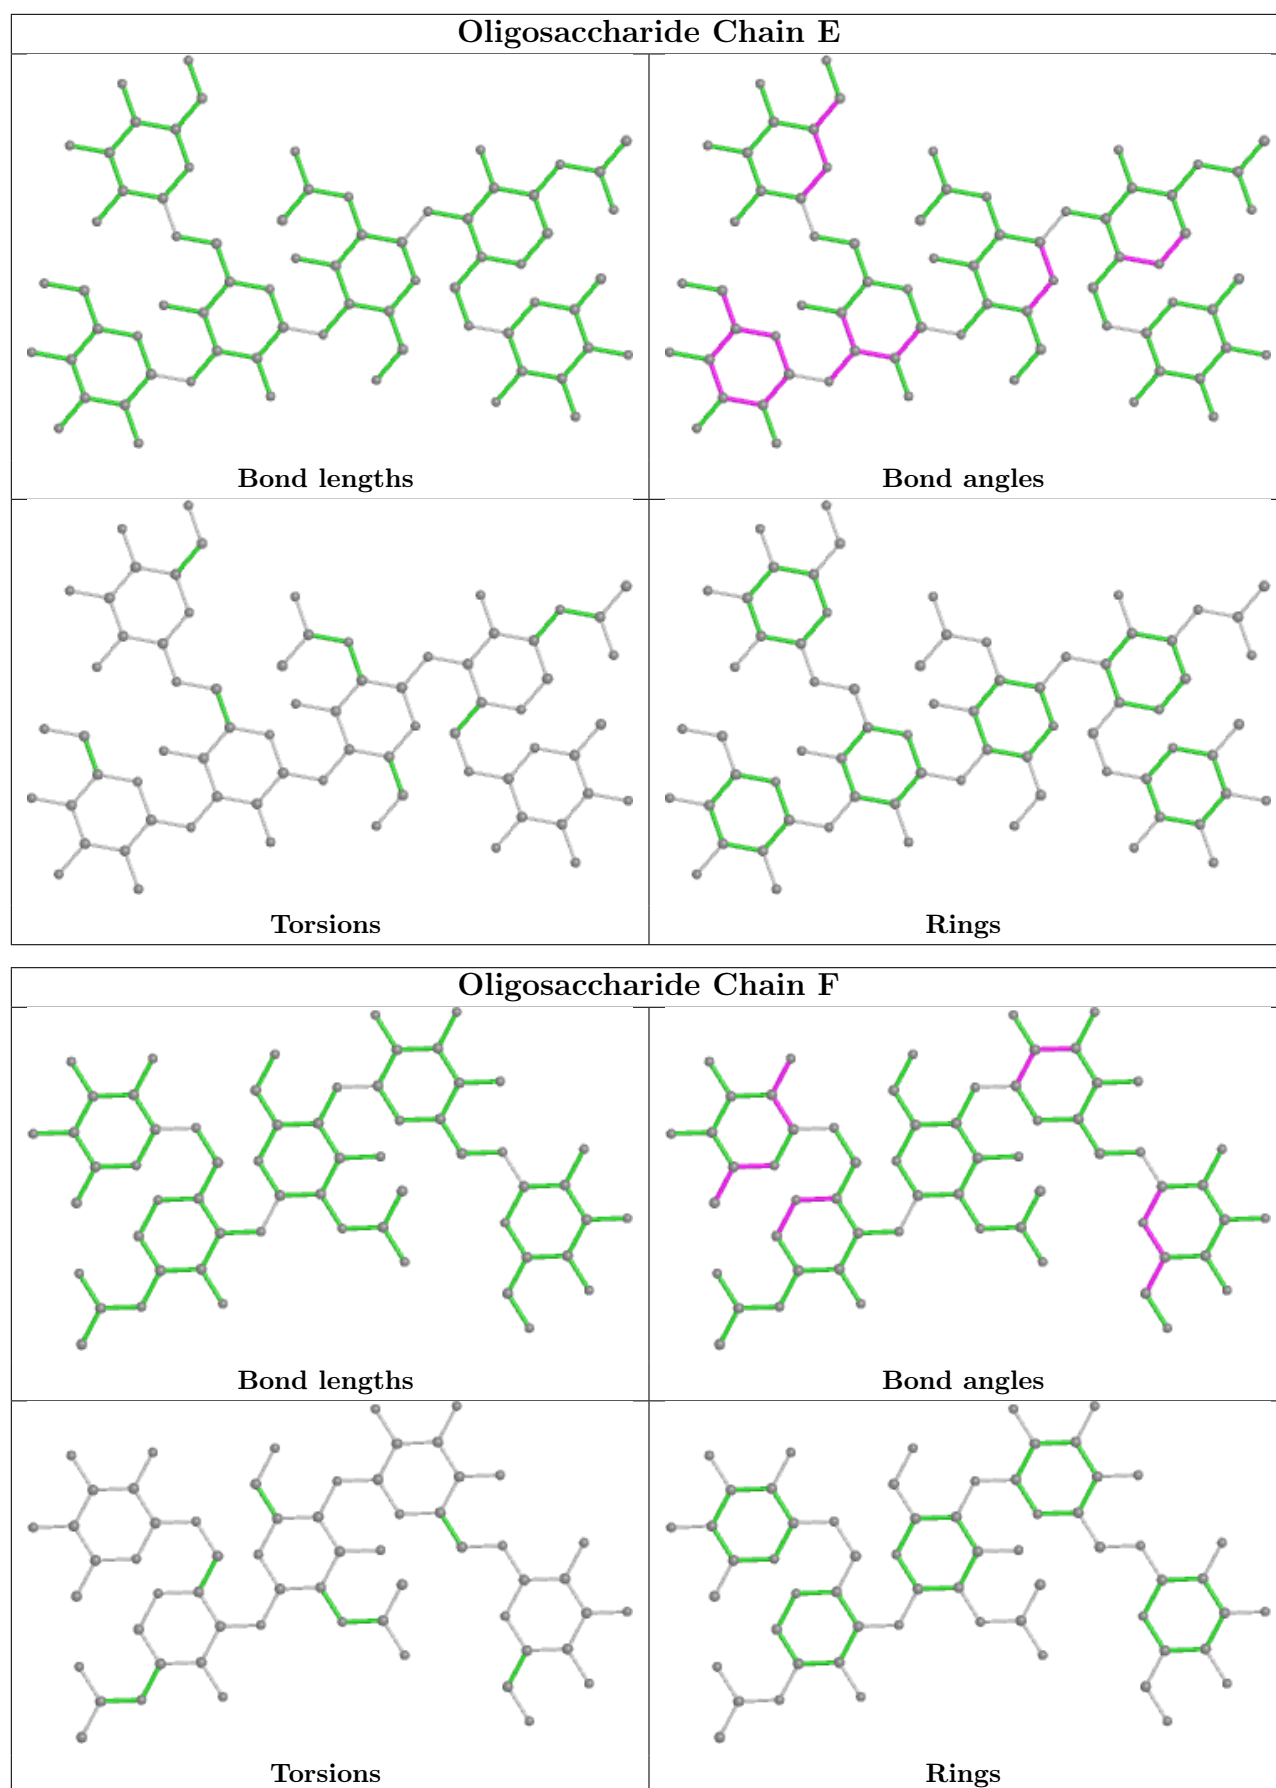 Oligosaccharide Chain E
Bond lengths
Bond angles
Torsions
Rings
Oligosaccharide Chain F
Bond lengths
Bond angles
Torsions
Rings